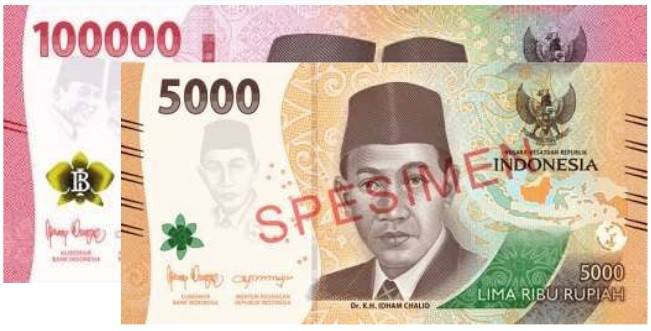 100000
5000
SPESIMEN
NEGARA KESATUAN REPUBLIK
INDONESIA
GUBERNUR
BANK INDONESIA
GUBERNUR
BANK INDONESIA
MENTERI KEUANGAN
REPUBLIK INDONESIA
Dr. K.H. IDHAM CHALID
5000
LIMA RIBU RUPIAH